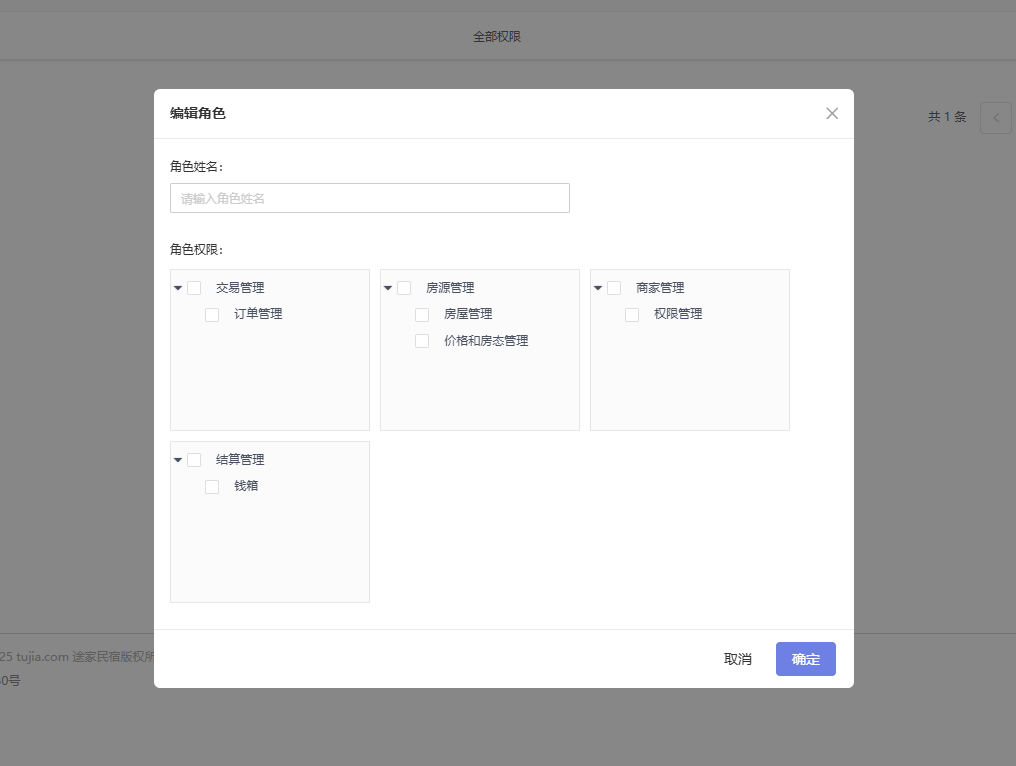 全部权限
编辑角色
共 1 条
角色姓名:
请输入角色姓名
角色权限:
交易管理
订单管理
房源管理
房屋管理
价格和房态管理
商家管理
权限管理
结算管理
钱箱
25 tujia.com 途家民宿版权所
0号
取消
确定